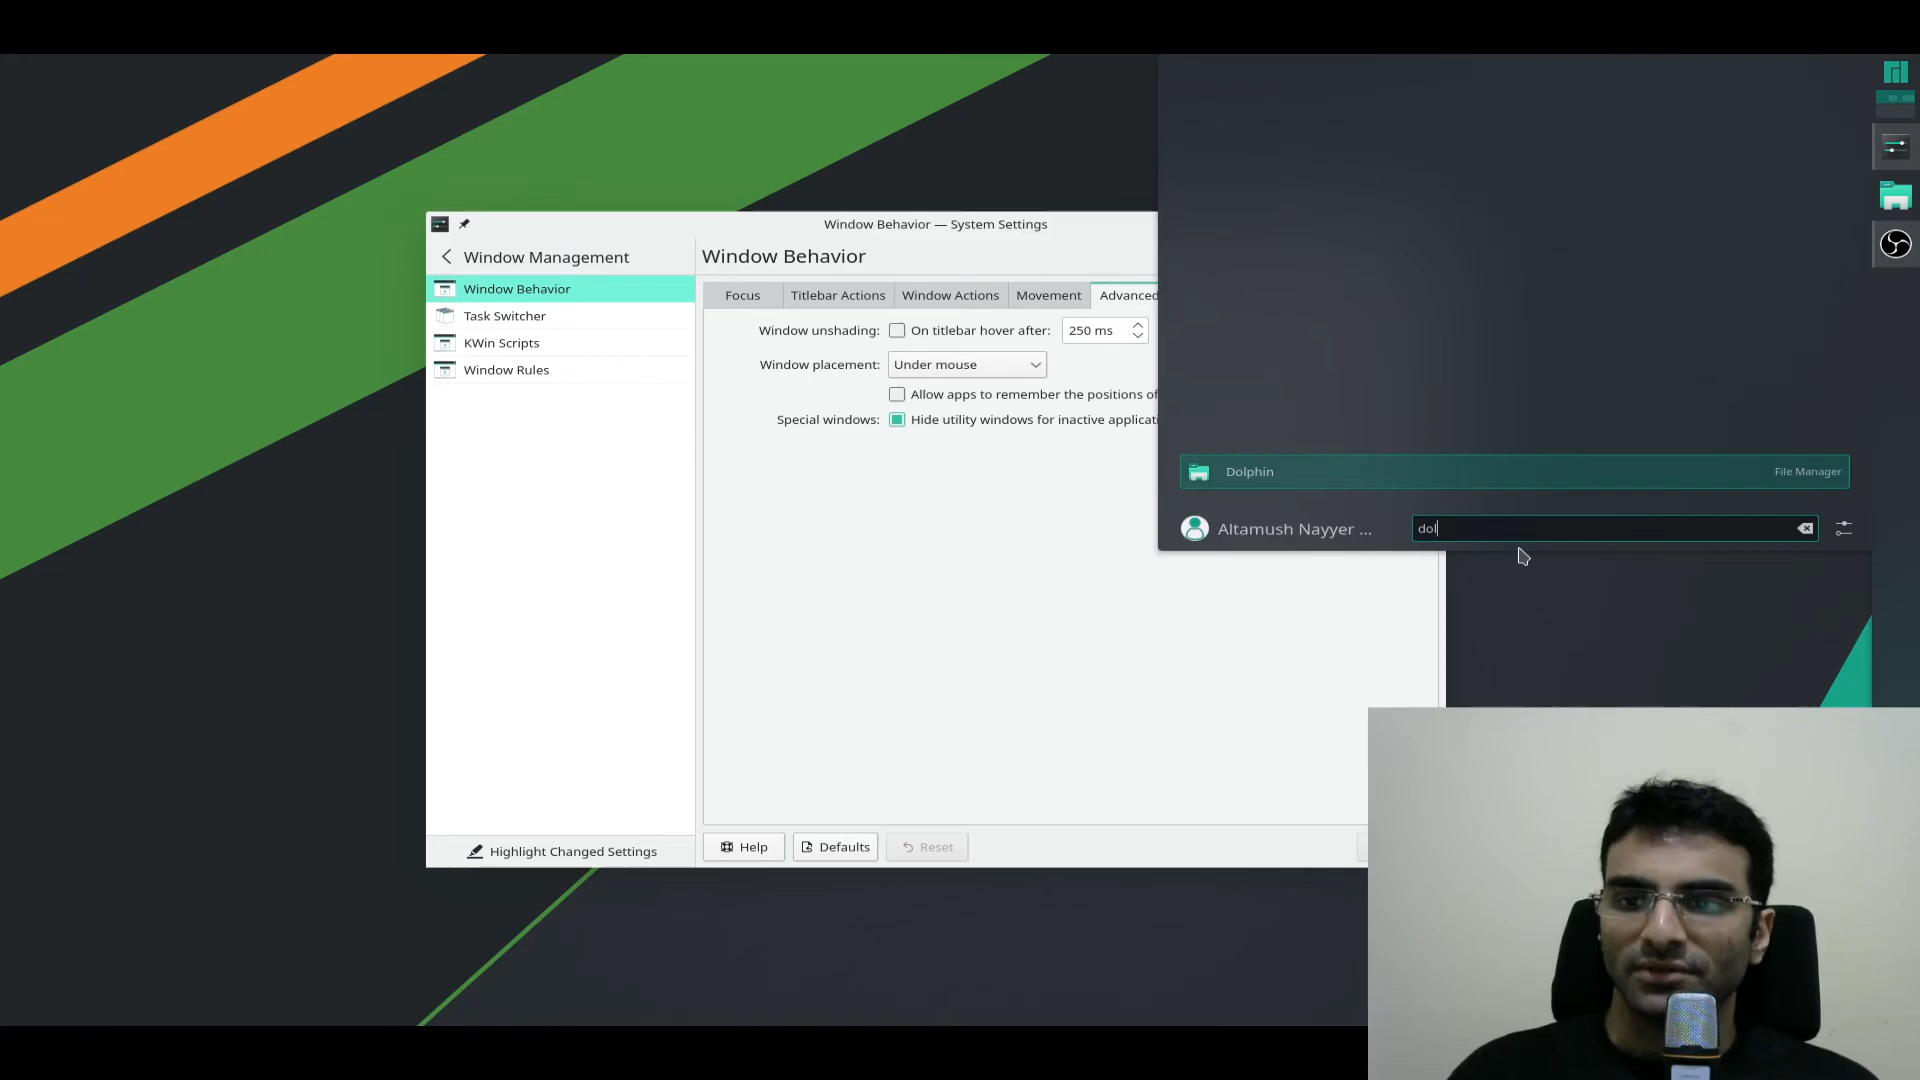 Window Behavior — System Settings
Window Management
Window Behavior
Task Switcher
KWin Scripts
Window Rules
Highlight Changed Settings
Window Behavior
Focus
Titlebar Actions
Window Actions
Movement
Advanced
Window unshading:
On titlebar hover after:
250 ms
Window placement:
Under mouse
Allow apps to remember the positions of
Special windows:
Hide utility windows for inactive applicati
Help
Defaults
Reset
Dolphin
File Manager
Altamush Nayyer ...
dol